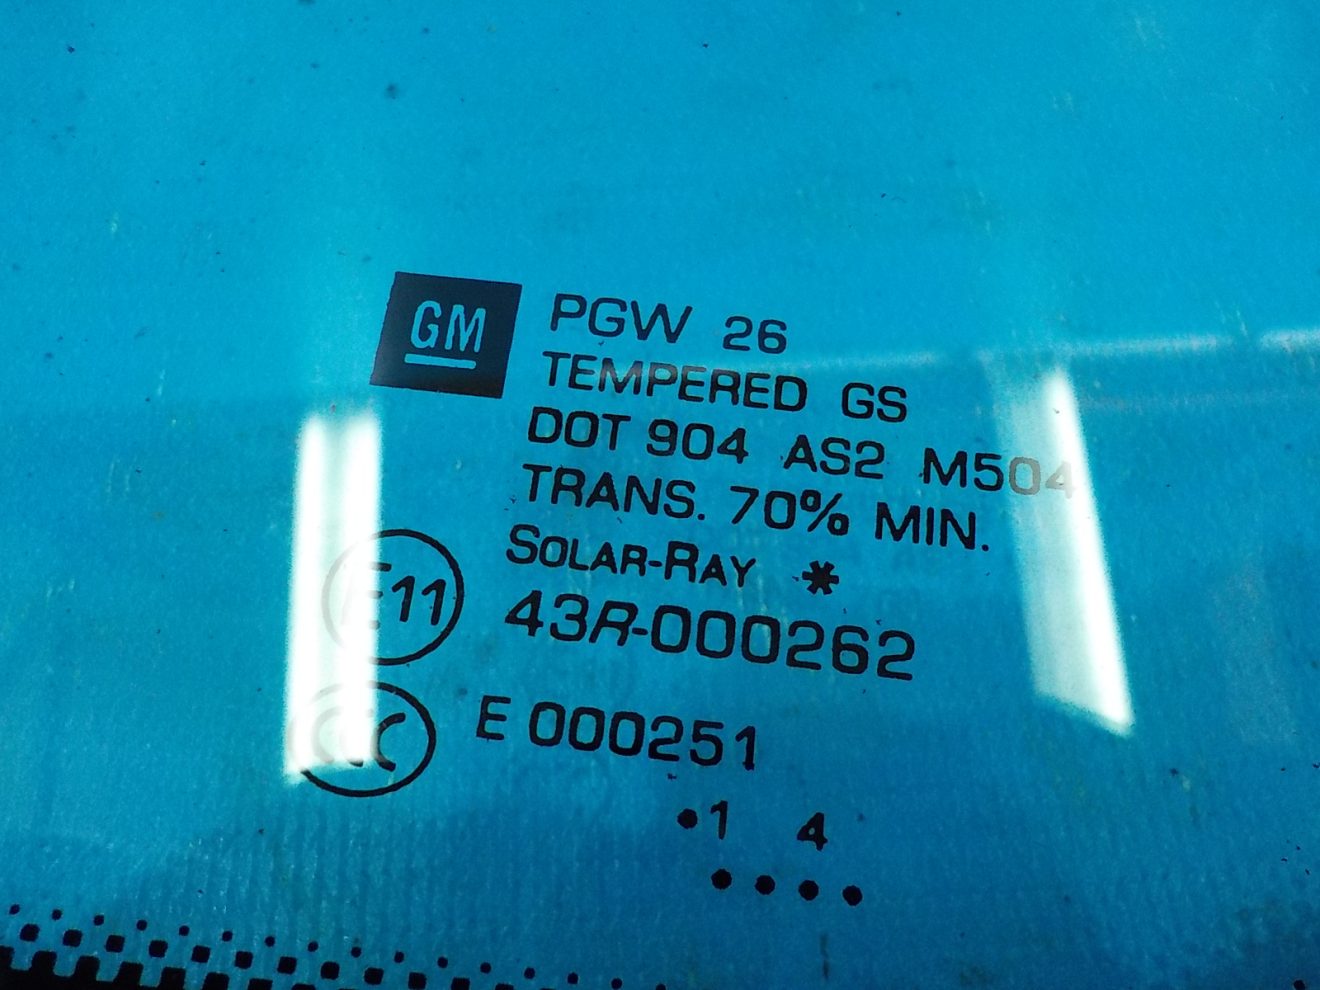 GM
PGW 26
TEMPERED GS
DOT 904 AS2 M504
TRANS. 70% MIN.
SOLAR-RAY *
E11
43R-000262
CCC
E 000251
•1 4